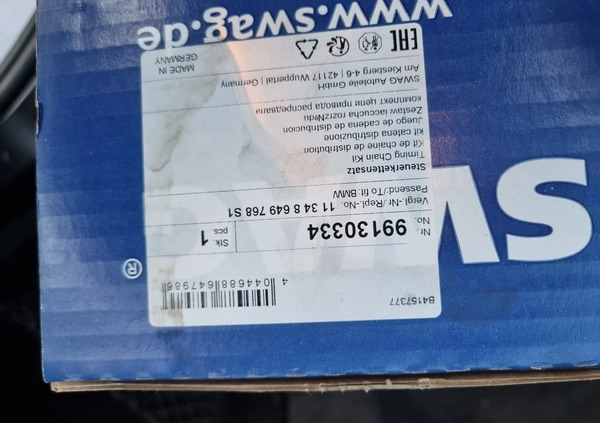 B4157377
4 044688 647986
SWAG
®
Nr.
No.
99130334
Stk.
pcs. 1
Vergl.-Nr./Repl.-No. 11 34 8 649 768 S1
Passend/To fit: BMW
Steuerkettensatz
Timing Chain Kit
Kit de chaîne de distribution
kit catena distribuzione
Juego de cadena de distribution
Zestaw łańcucha rozrządu
комплект цепи привода распредвала
SWAG Autoteile GmbH
Am Kiesberg 4-6 | 42117 Wuppertal | Germany
EAC
MADE IN
GERMANY
www.swag.de